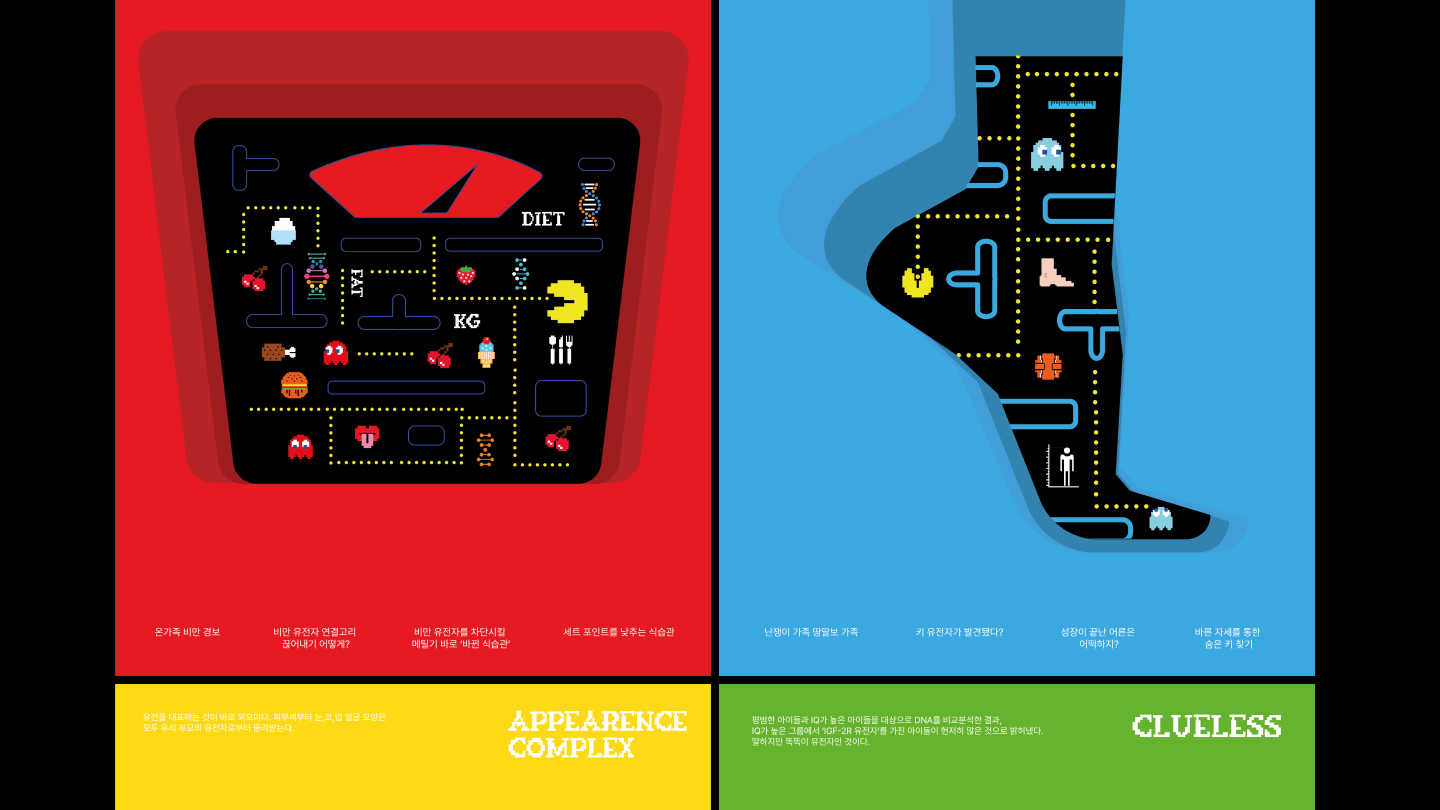 DIET
FAT
KG
온가족 비만 경보
비만 유전자 연결고리
끊어내기 어떻게?
비만 유전자를 차단시킬
메틸기 바로 '바뀐 식습관'
세트 포인트를 낮추는 식습관
난쟁이 가족 땅딸보 가족
키 유전자가 발견됐다?
성장이 끝난 어른은
어떡하지?
바른 자세를 통한
숨은 키 찾기
유전을 대표하는 것이 바로 외모이다. 피부색부터 눈,코,입 얼굴 모양은
모두 우리 부모의 유전자로부터 물려받는다.
APPEARENCE
COMPLEX
평범한 아이들과 IQ가 높은 아이들을 대상으로 DNA를 비교분석한 결과,
IQ가 높은 그룹에서 'IGF-2R 유전자'를 가진 아이들이 현저히 많은 것으로 밝혀냈다.
말하지만 똑똑이 유전자인 것이다.
CLUELESS